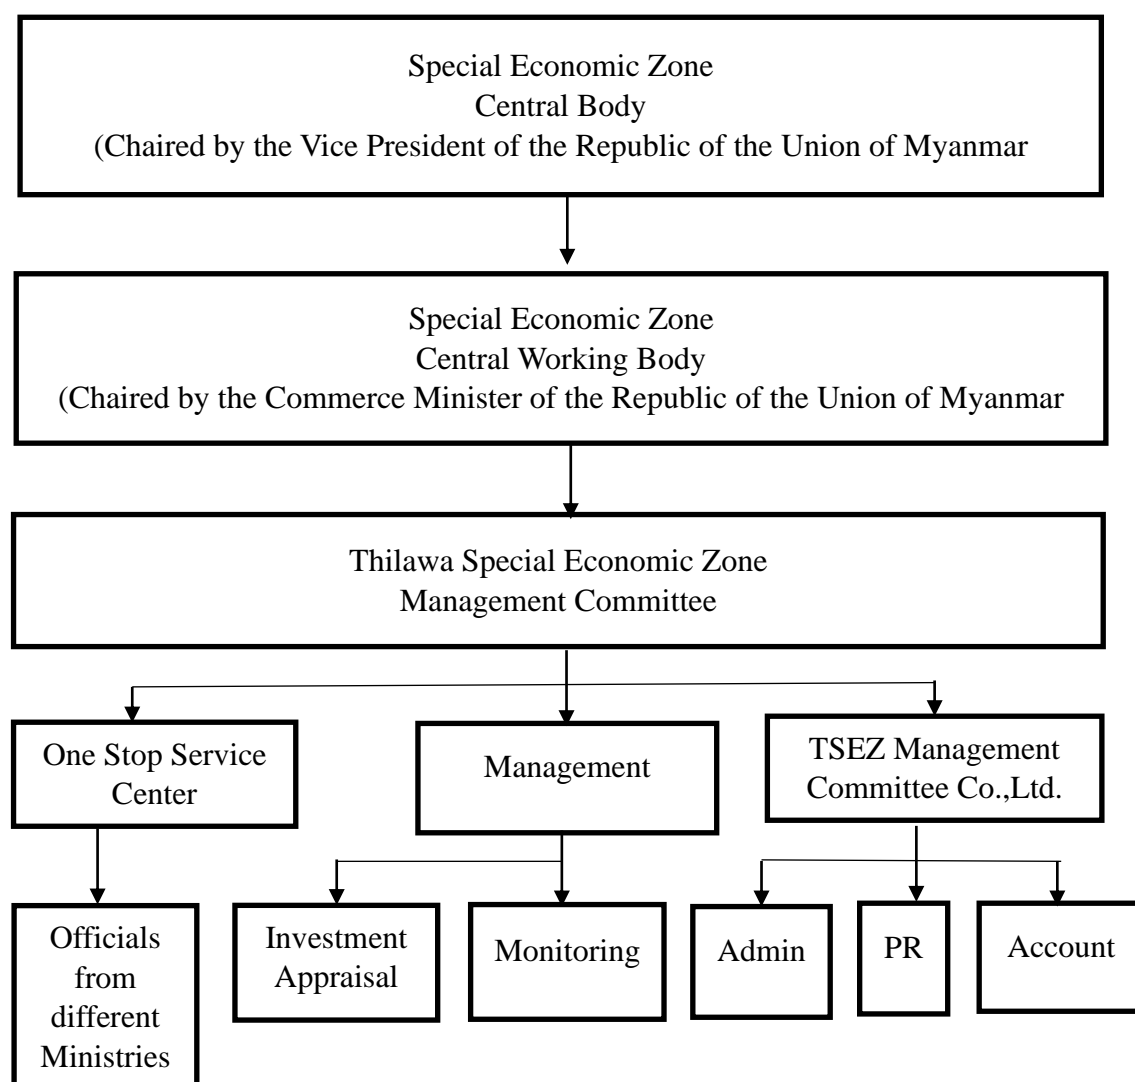 Special Economic Zone
Central Body
(Chaired by the Vice President of the Republic of the Union of Myanmar
Special Economic Zone
Central Working Body
(Chaired by the Commerce Minister of the Republic of the Union of Myanmar
Thilawa Special Economic Zone
Management Committee
One Stop Service
Center
Management
TSEZ Management
Committee Co.,Ltd.
Officials
from
different
Ministries
Investment
Appraisal
Monitoring
Admin
PR
Account